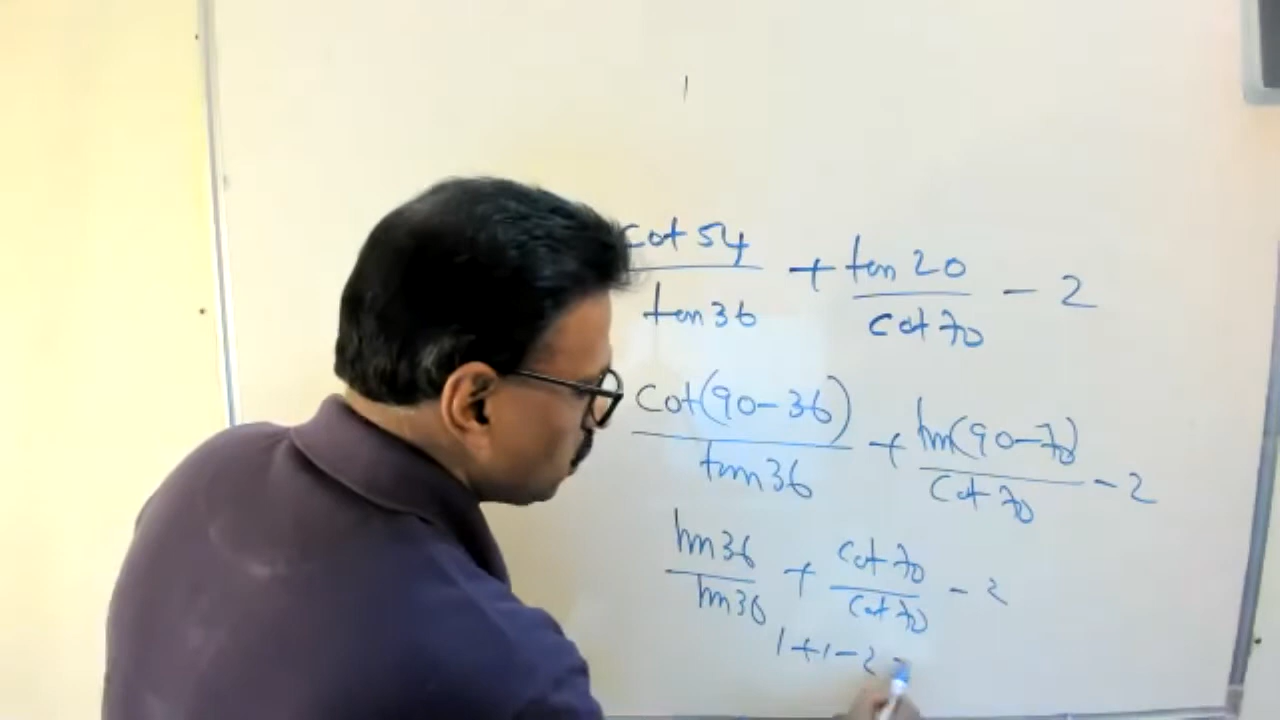 cot 54 / tan 36 + tan 20 / cot 70 - 2
cot(90-36) / tan 36 + tan(90-70) / cot 70 - 2
tan 36 / tan 36 + cot 70 / cot 70 - 2
1+1-2 =